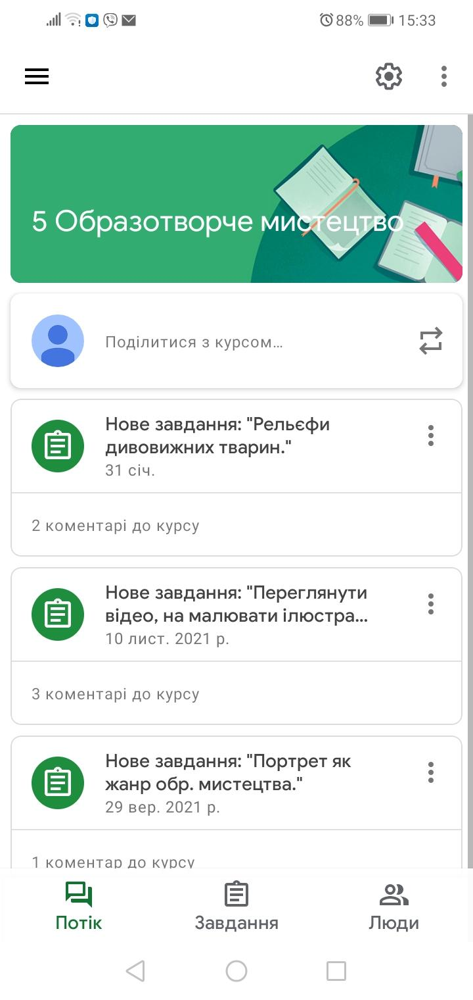 88% 15:33
5 Образотворче мистецтво
Поділитися з курсом…
Нове завдання: "Рельєфи
дивовижних тварин."
31 січ.
2 коментарі до курсу
Нове завдання: "Переглянути
відео, на малювати ілюстра…
10 лист. 2021 р.
3 коментарі до курсу
Нове завдання: "Портрет як
жанр обр. мистецтва."
29 вер. 2021 р.
1 коментар до курсу
Потік Завдання Люди